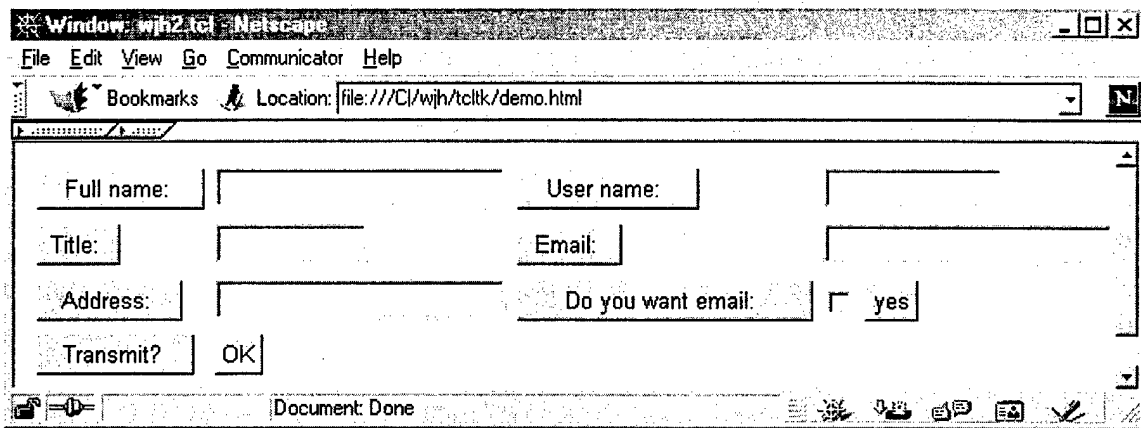 Window: wjh2.tcl - Netscape
File Edit View Go Communicator Help
Bookmarks Location: file:///C|/wjh/tcltk/demo.html
N
Full name: User name:
Title: Email:
Address: Do you want email: yes
Transmit? OK
Document: Done